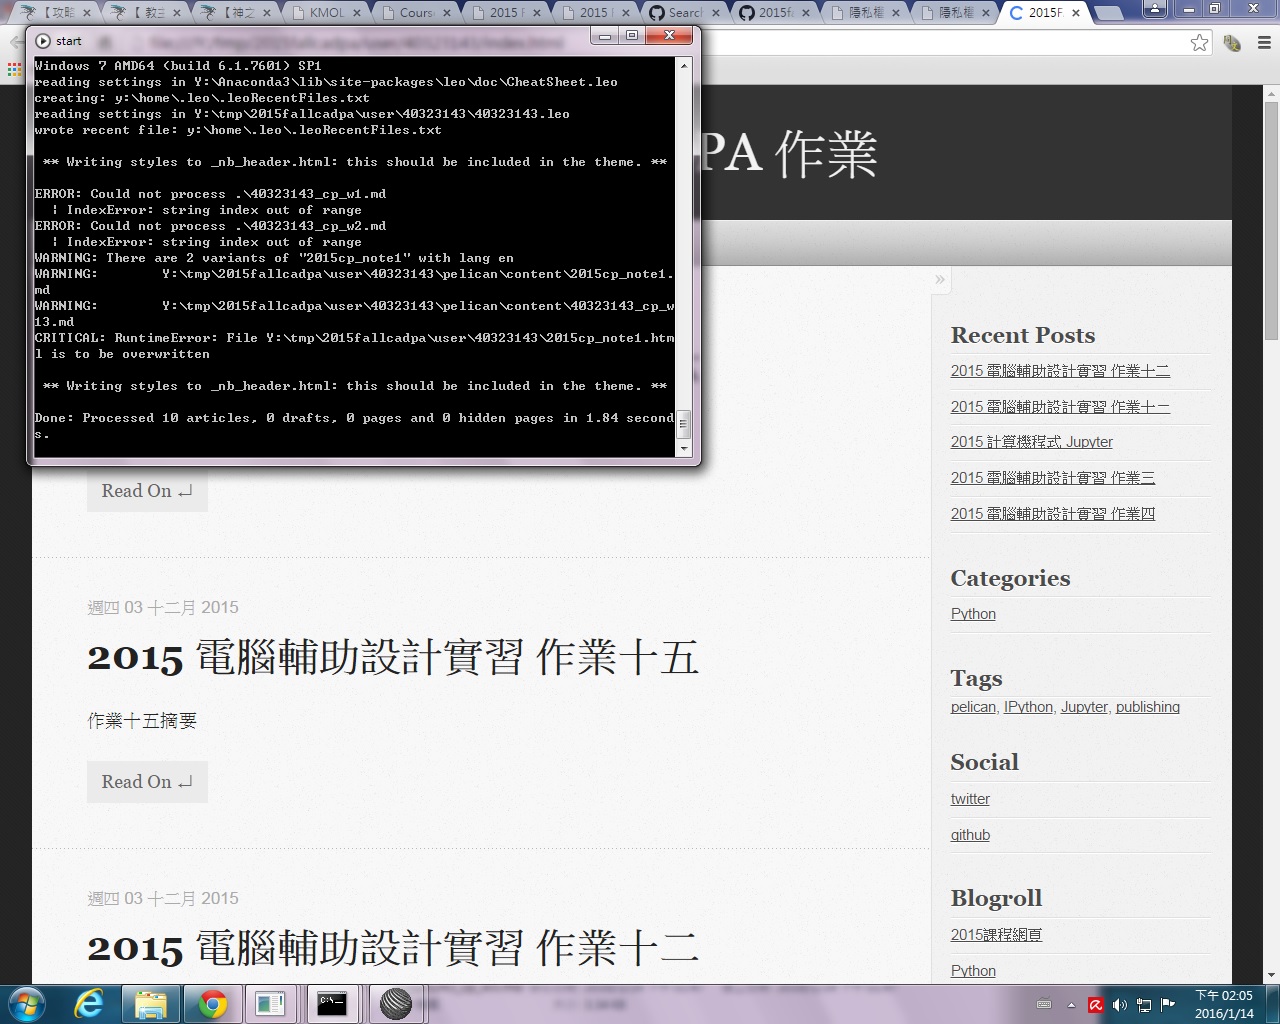 【攻略
【 教主
【神之
KMOL
Cours
2015 F
2015
Search
2015fa
隱私權
隱私權
2015F
start
Windows 7 AMD64 (build 6.1.7601) SP1
reading settings in Y:\Anaconda3\lib\site-packages\leo\doc\CheatSheet.leo
creating: y:\home\.leo\.leoRecentFiles.txt
reading settings in Y:\tmp\2015fallcadpa\user\40323143\40323143.leo
wrote recent file: y:\home\.leo\.leoRecentFiles.txt
** Writing styles to _nb_header.html: this should be included in the theme. **
ERROR: Could not process .\40323143_cp_w1.md
| IndexError: string index out of range
ERROR: Could not process .\40323143_cp_w2.md
| IndexError: string index out of range
WARNING: There are 2 variants of "2015cp_note1" with lang en
WARNING: Y:\tmp\2015fallcadpa\user\40323143\pelican\content\2015cp_note1.
md
WARNING: Y:\tmp\2015fallcadpa\user\40323143\pelican\content\40323143_cp_w
13.md
CRITICAL: RuntimeError: File Y:\tmp\2015fallcadpa\user\40323143\2015cp_note1.htm
l is to be overwritten
** Writing styles to _nb_header.html: this should be included in the theme. **
Done: Processed 10 articles, 0 drafts, 0 pages and 0 hidden pages in 1.84 second
s.
PA 作業
Read On ↵
週四 03 十二月 2015
2015 電腦輔助設計實習 作業十五
作業十五摘要
Read On ↵
週四 03 十二月 2015
2015 電腦輔助設計實習 作業十二
»
Recent Posts
2015 電腦輔助設計實習 作業十二
2015 電腦輔助設計實習 作業十一
2015 計算機程式 Jupyter
2015 電腦輔助設計實習 作業三
2015 電腦輔助設計實習 作業四
Categories
Python
Tags
pelican, IPython, Jupyter, publishing
Social
twitter
github
Blogroll
2015課程網頁
Python
下午 02:05
2016/1/14